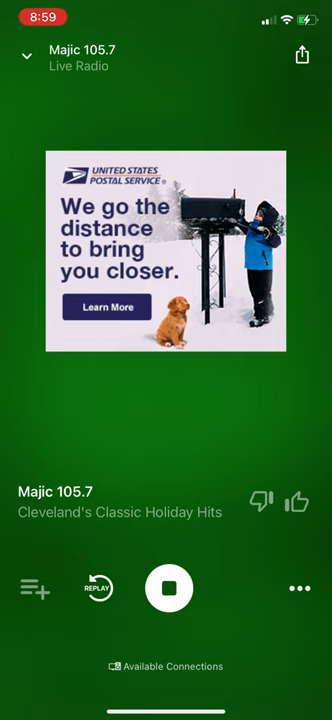 8:59
Majic 105.7
Live Radio
UNITED STATES
POSTAL SERVICE®
We go the
distance
to bring
you closer.
Learn More
Majic 105.7
Cleveland's Classic Holiday Hits
REPLAY
Available Connections